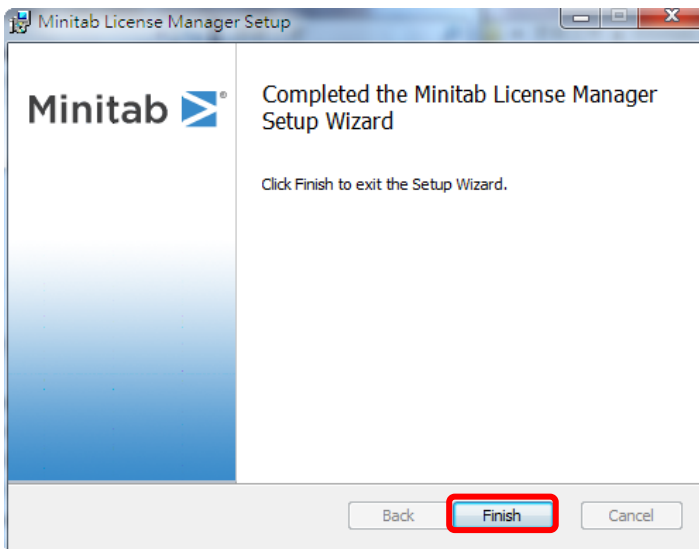 Minitab License Manager Setup
Minitab®
Completed the Minitab License Manager
Setup Wizard
Click Finish to exit the Setup Wizard.
Back Finish Cancel